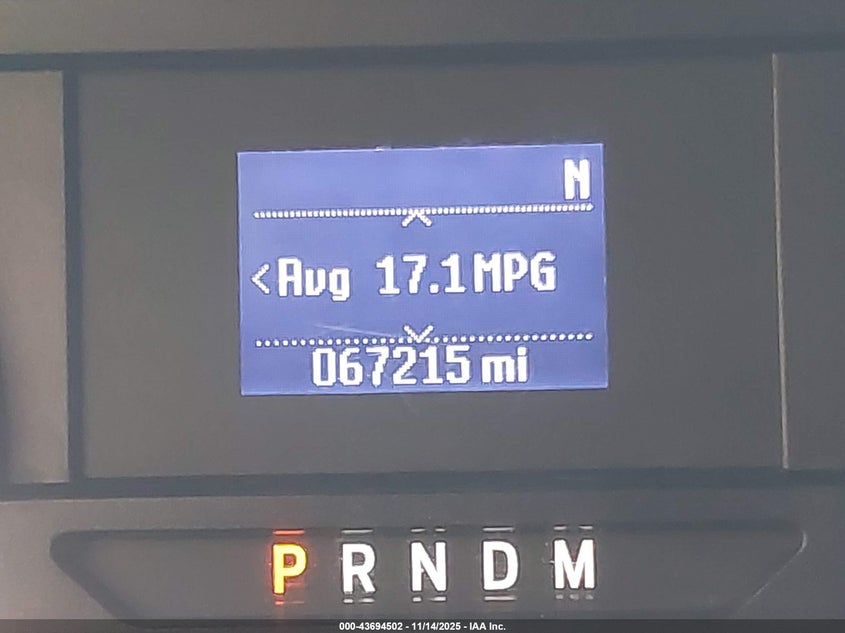 N
<Avg 17.1MPG
067215 mi
P R N D M
000-43694502 - 11/14/2025 - IAA Inc.